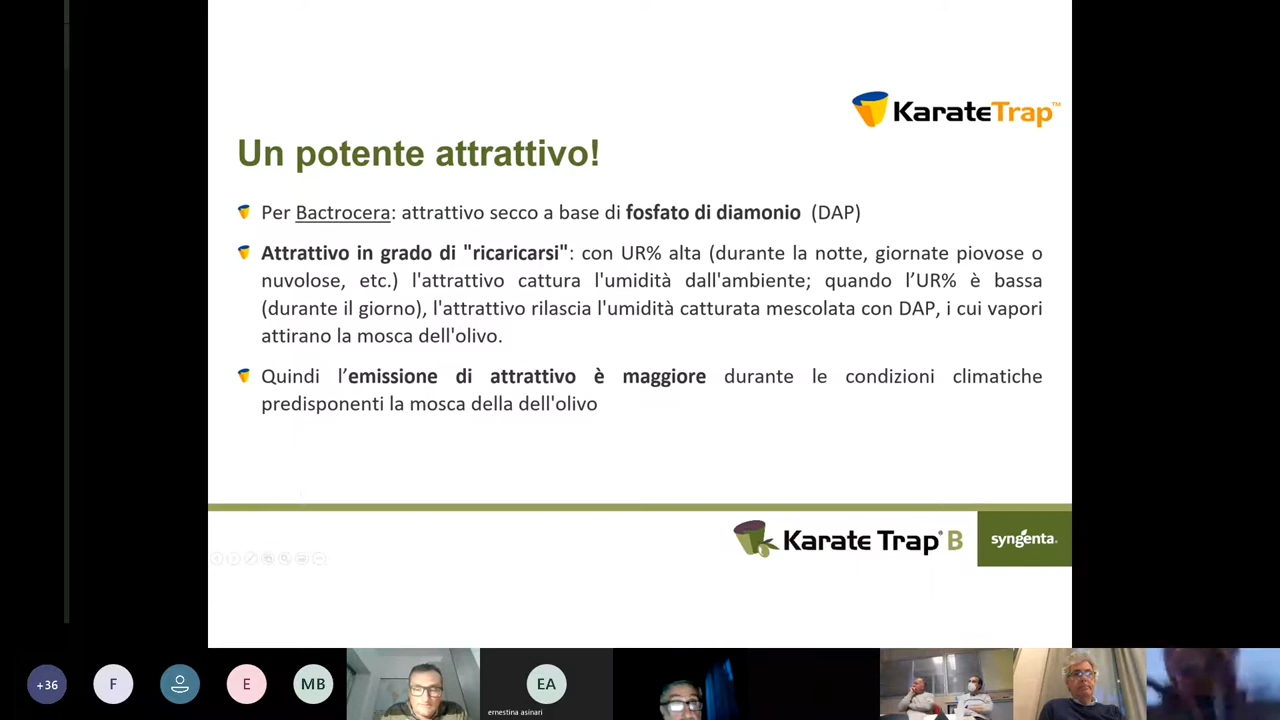 KarateTrap™
Un potente attrattivo!
Per Bactrocera: attrattivo secco a base di fosfato di diamonio (DAP)
Attrattivo in grado di "ricaricarsi": con UR% alta (durante la notte, giornate piovose o
nuvolose, etc.) l'attrattivo cattura l'umidità dall'ambiente; quando l’UR% è bassa
(durante il giorno), l'attrattivo rilascia l'umidità catturata mescolata con DAP, i cui vapori
attirano la mosca dell'olivo.
Quindi l’emissione di attrattivo è maggiore durante le condizioni climatiche
predisponenti la mosca della dell'olivo
Karate Trap® B
syngenta.
+36
F
E
MB
EA
ernestina asinari